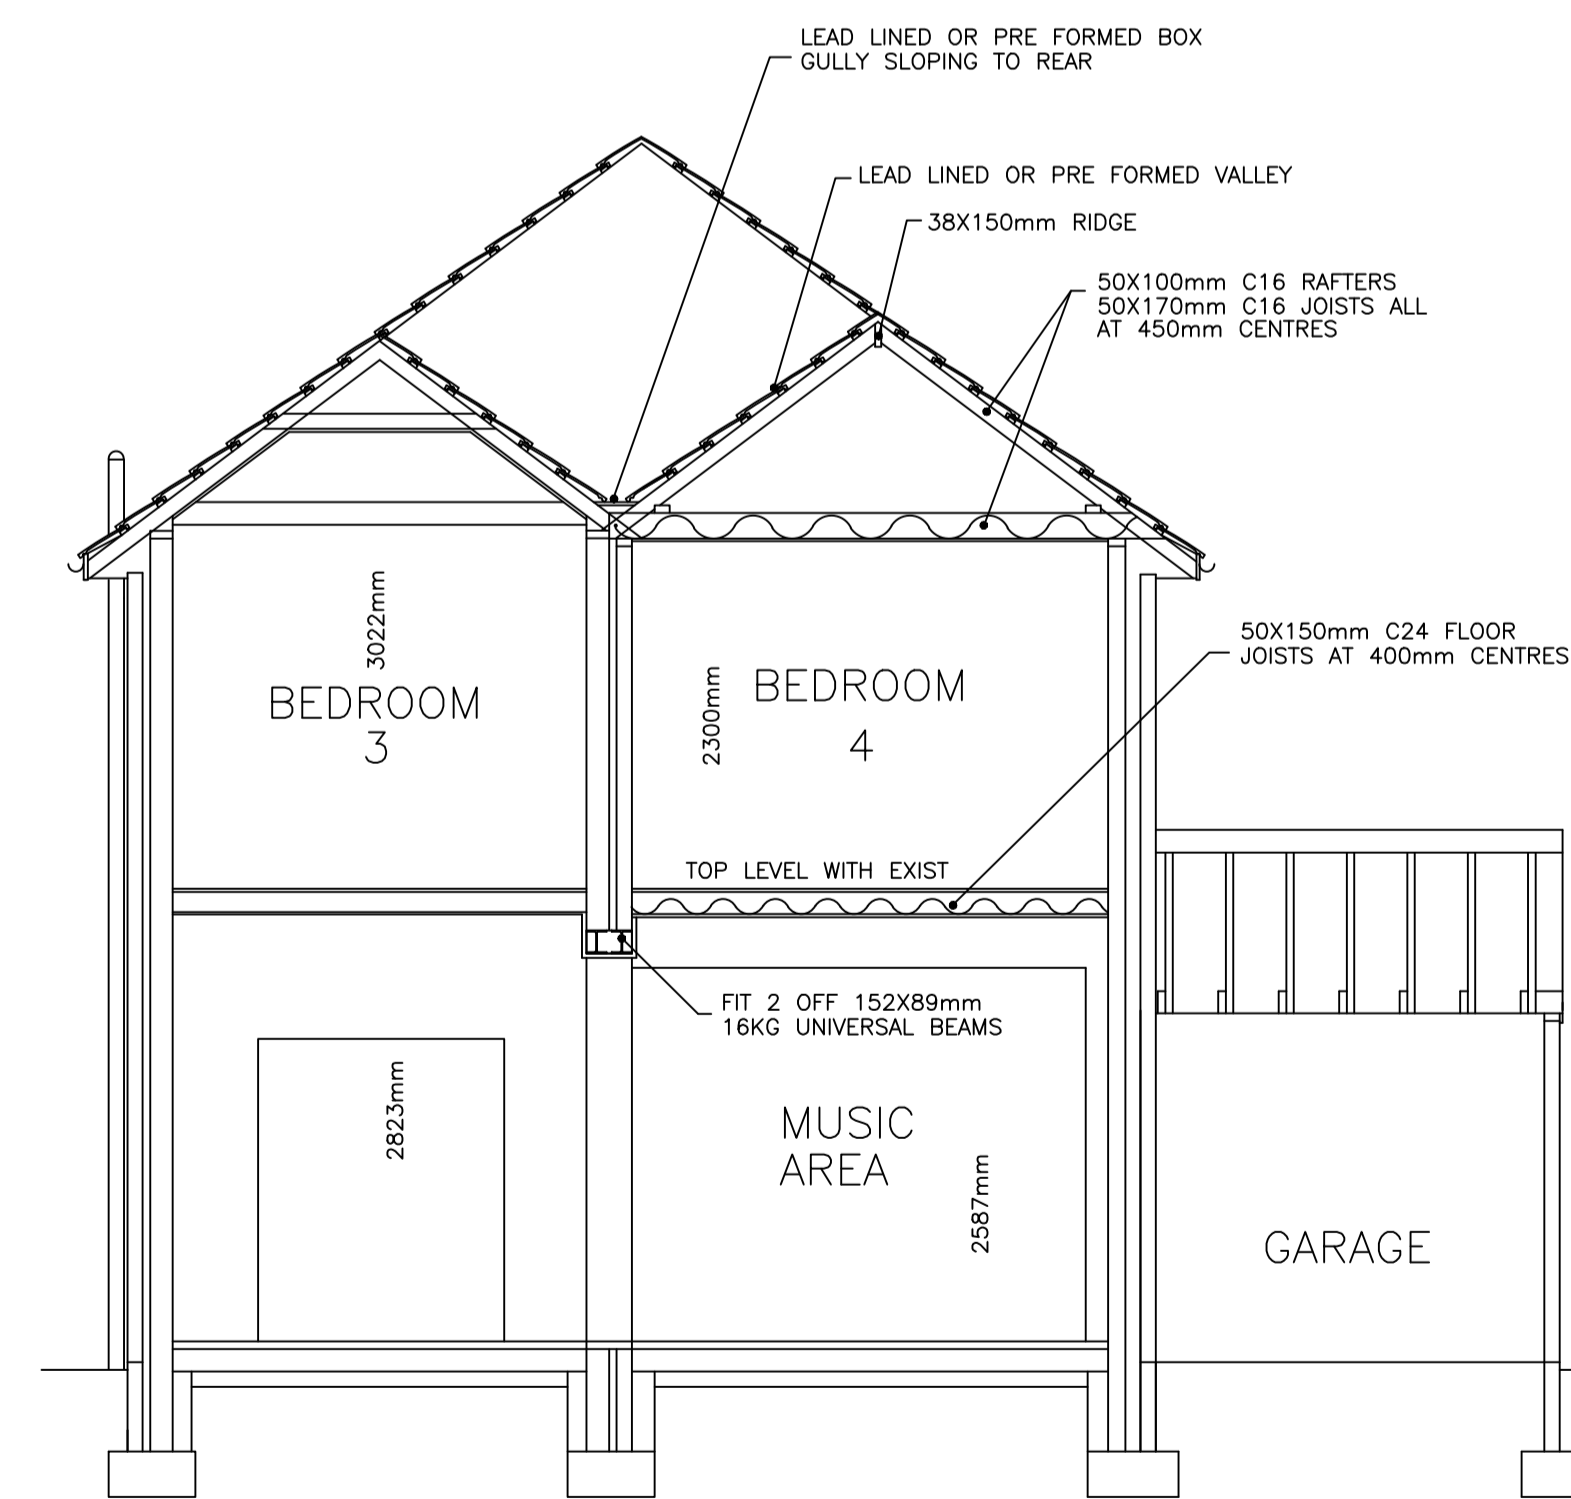 LEAD LINED OR PRE FORMED BOX
GULLY SLOPING TO REAR
LEAD LINED OR PRE FORMED VALLEY
38X150mm RIDGE
50X100mm C16 RAFTERS
50X170mm C16 JOISTS ALL
AT 450mm CENTRES
3022mm
BEDROOM
3
2300mm
BEDROOM
4
50X150mm C24 FLOOR
JOISTS AT 400mm CENTRES
TOP LEVEL WITH EXIST
FIT 2 OFF 152X89mm
16KG UNIVERSAL BEAMS
2823mm
MUSIC
AREA
2587mm
GARAGE